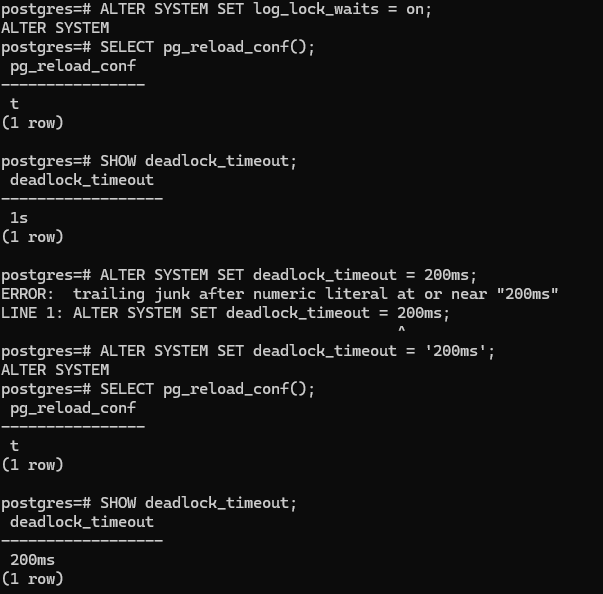 postgres=# ALTER SYSTEM SET log_lock_waits = on;
ALTER SYSTEM
postgres=# SELECT pg_reload_conf();
 pg_reload_conf
----------------
 t
(1 row)

postgres=# SHOW deadlock_timeout;
 deadlock_timeout
------------------
 1s
(1 row)

postgres=# ALTER SYSTEM SET deadlock_timeout = 200ms;
ERROR:  trailing junk after numeric literal at or near "200ms"
LINE 1: ALTER SYSTEM SET deadlock_timeout = 200ms;
                                            ^
postgres=# ALTER SYSTEM SET deadlock_timeout = '200ms';
ALTER SYSTEM
postgres=# SELECT pg_reload_conf();
 pg_reload_conf
----------------
 t
(1 row)

postgres=# SHOW deadlock_timeout;
 deadlock_timeout
------------------
 200ms
(1 row)